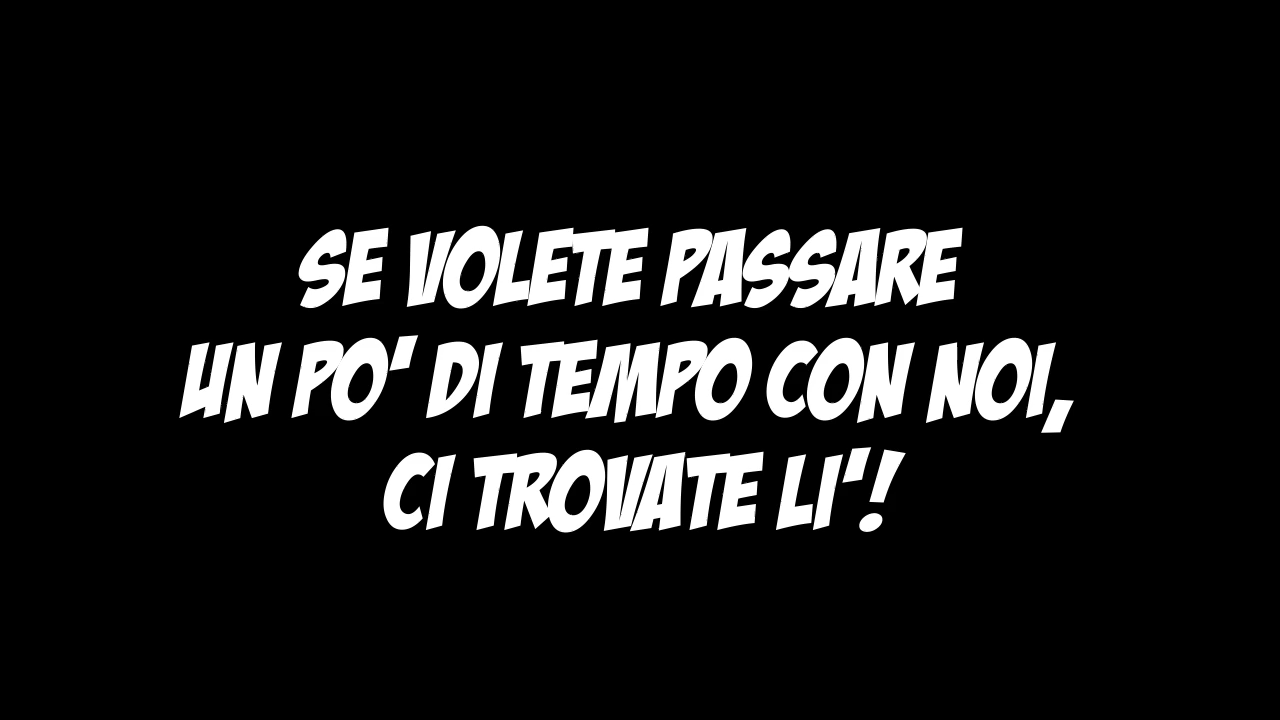 SE VOLETE PASSARE
UN PO' DI TEMPO CON NOI,
CI TROVATE LI'!